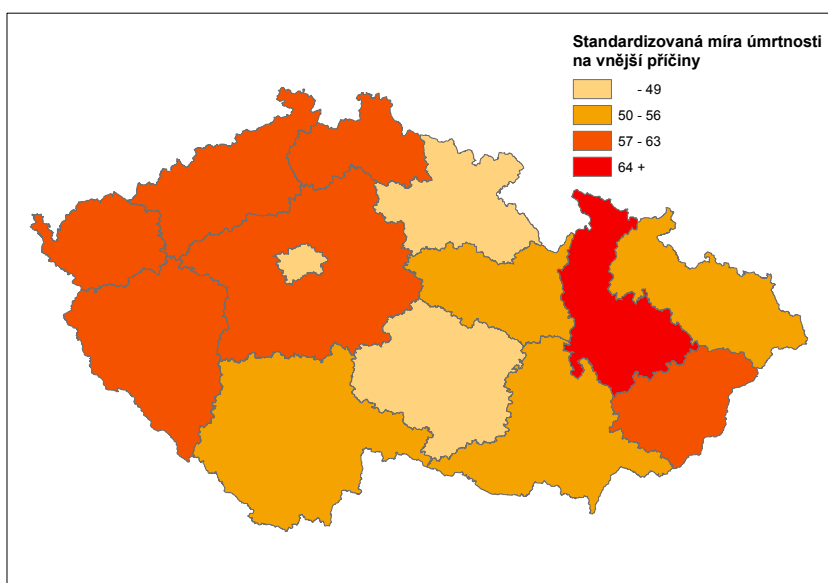 Standardizovaná míra úmrtnosti
na vnější příčiny
- 49
50 - 56
57 - 63
64 +